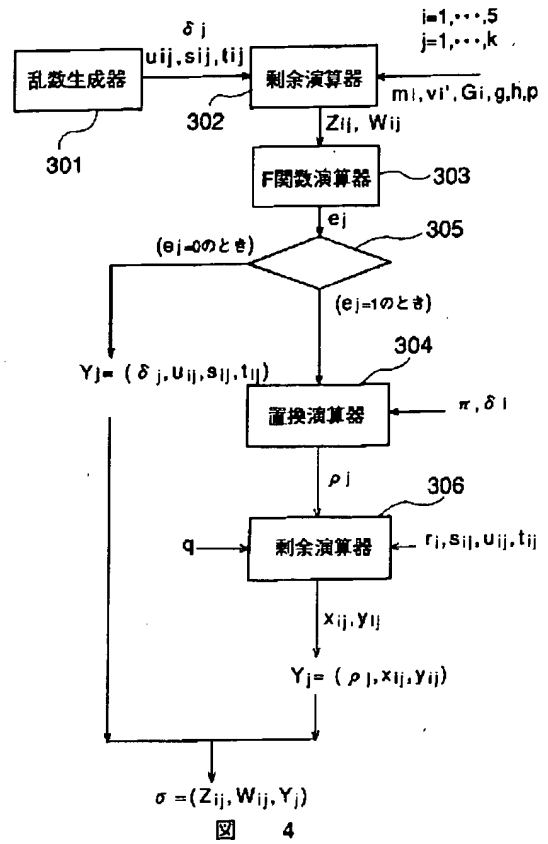 i=1,･･･,5
j=1,･･･,k
δj
uij, sij, tij
乱数生成器
301
剰余演算器
302
mi, vi', Gi, g, h, p
Zij, Wij
F関数演算器
303
ej
305
(ej=0のとき)
(ej=1のとき)
304
Yj= (δj, uij, sij, tij)
置換演算器
π, δi
ρj
306
q
剰余演算器
ri, sij, uij, tij
xij, yij
Yj= (ρj, xij, yij)
σ=(Zij, Wij, Yj)
図 4